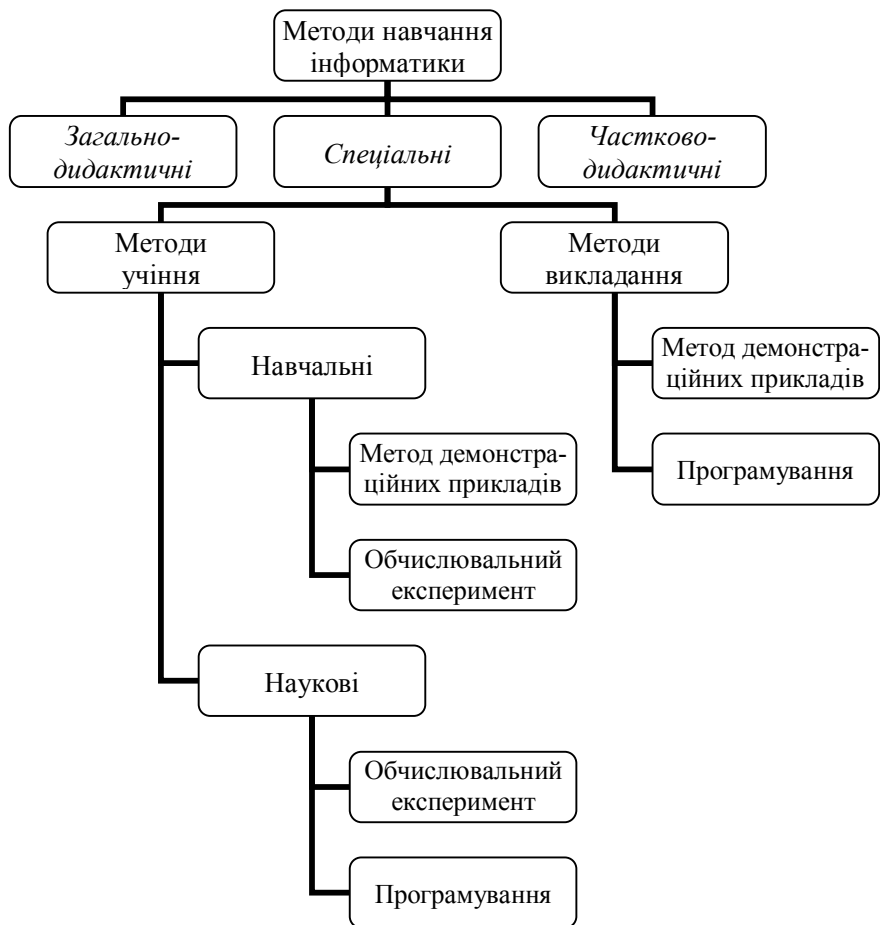 Методи навчання
інформатики
Загально-
дидактичні
Спеціальні
Частково-
дидактичні
Методи
учіння
Методи
викладання
Навчальні
Метод демонстра-
ційних прикладів
Метод демонстра-
ційних прикладів
Програмування
Обчислювальний
експеримент
Наукові
Обчислювальний
експеримент
Програмування